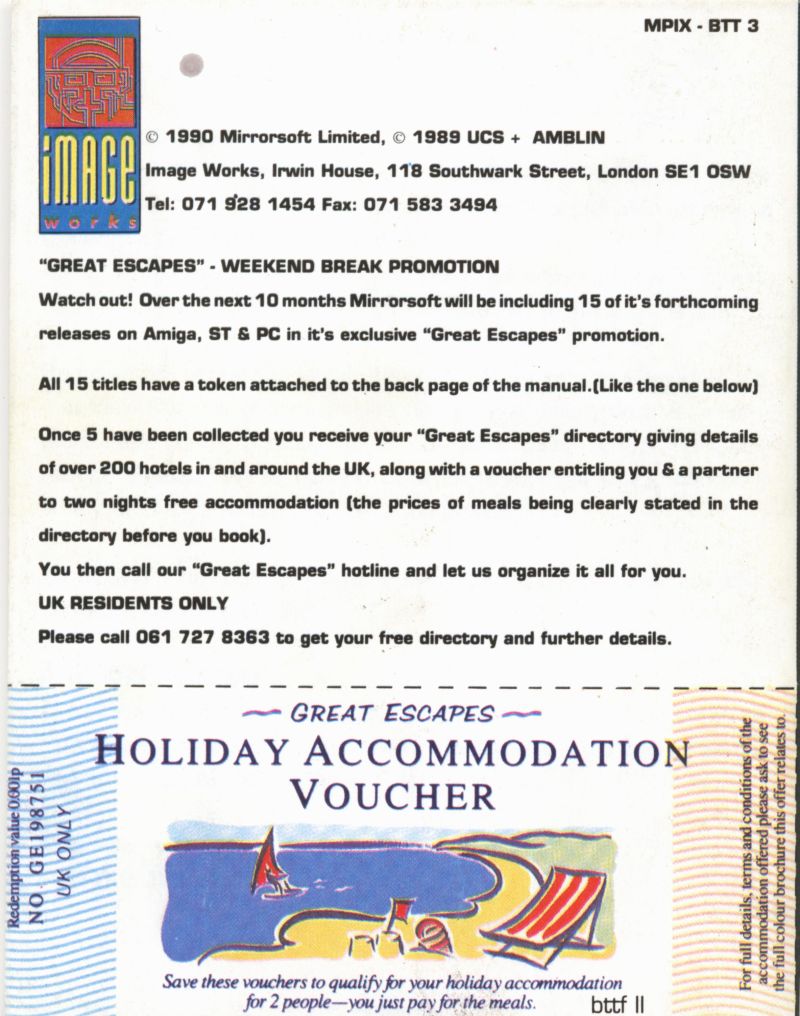 MPIX - BTT 3
iMAGE
works
© 1990 Mirrorsoft Limited, © 1989 UCS + AMBLIN
Image Works, Irwin House, 118 Southwark Street, London SE1 OSW
Tel: 071 928 1454 Fax: 071 583 3494
“GREAT ESCAPES” - WEEKEND BREAK PROMOTION
Watch out! Over the next 10 months Mirrorsoft will be including 15 of it’s forthcoming
releases on Amiga, ST & PC in it’s exclusive “Great Escapes” promotion.
All 15 titles have a token attached to the back page of the manual.(Like the one below)
Once 5 have been collected you receive your “Great Escapes” directory giving details
of over 200 hotels in and around the UK, along with a voucher entitling you & a partner
to two nights free accommodation (the prices of meals being clearly stated in the
directory before you book).
You then call our “Great Escapes” hotline and let us organize it all for you.
UK RESIDENTS ONLY
Please call 061 727 8363 to get your free directory and further details.
Redemption value 0.001p
NO. GE198751
UK ONLY
GREAT ESCAPES
HOLIDAY ACCOMMODATION
VOUCHER
Save these vouchers to qualify for your holiday accommodation
for 2 people—you just pay for the meals.
bttf II
For full details, terms and conditions of the
accommodation offered please ask to see
the full colour brochure this offer relates to.